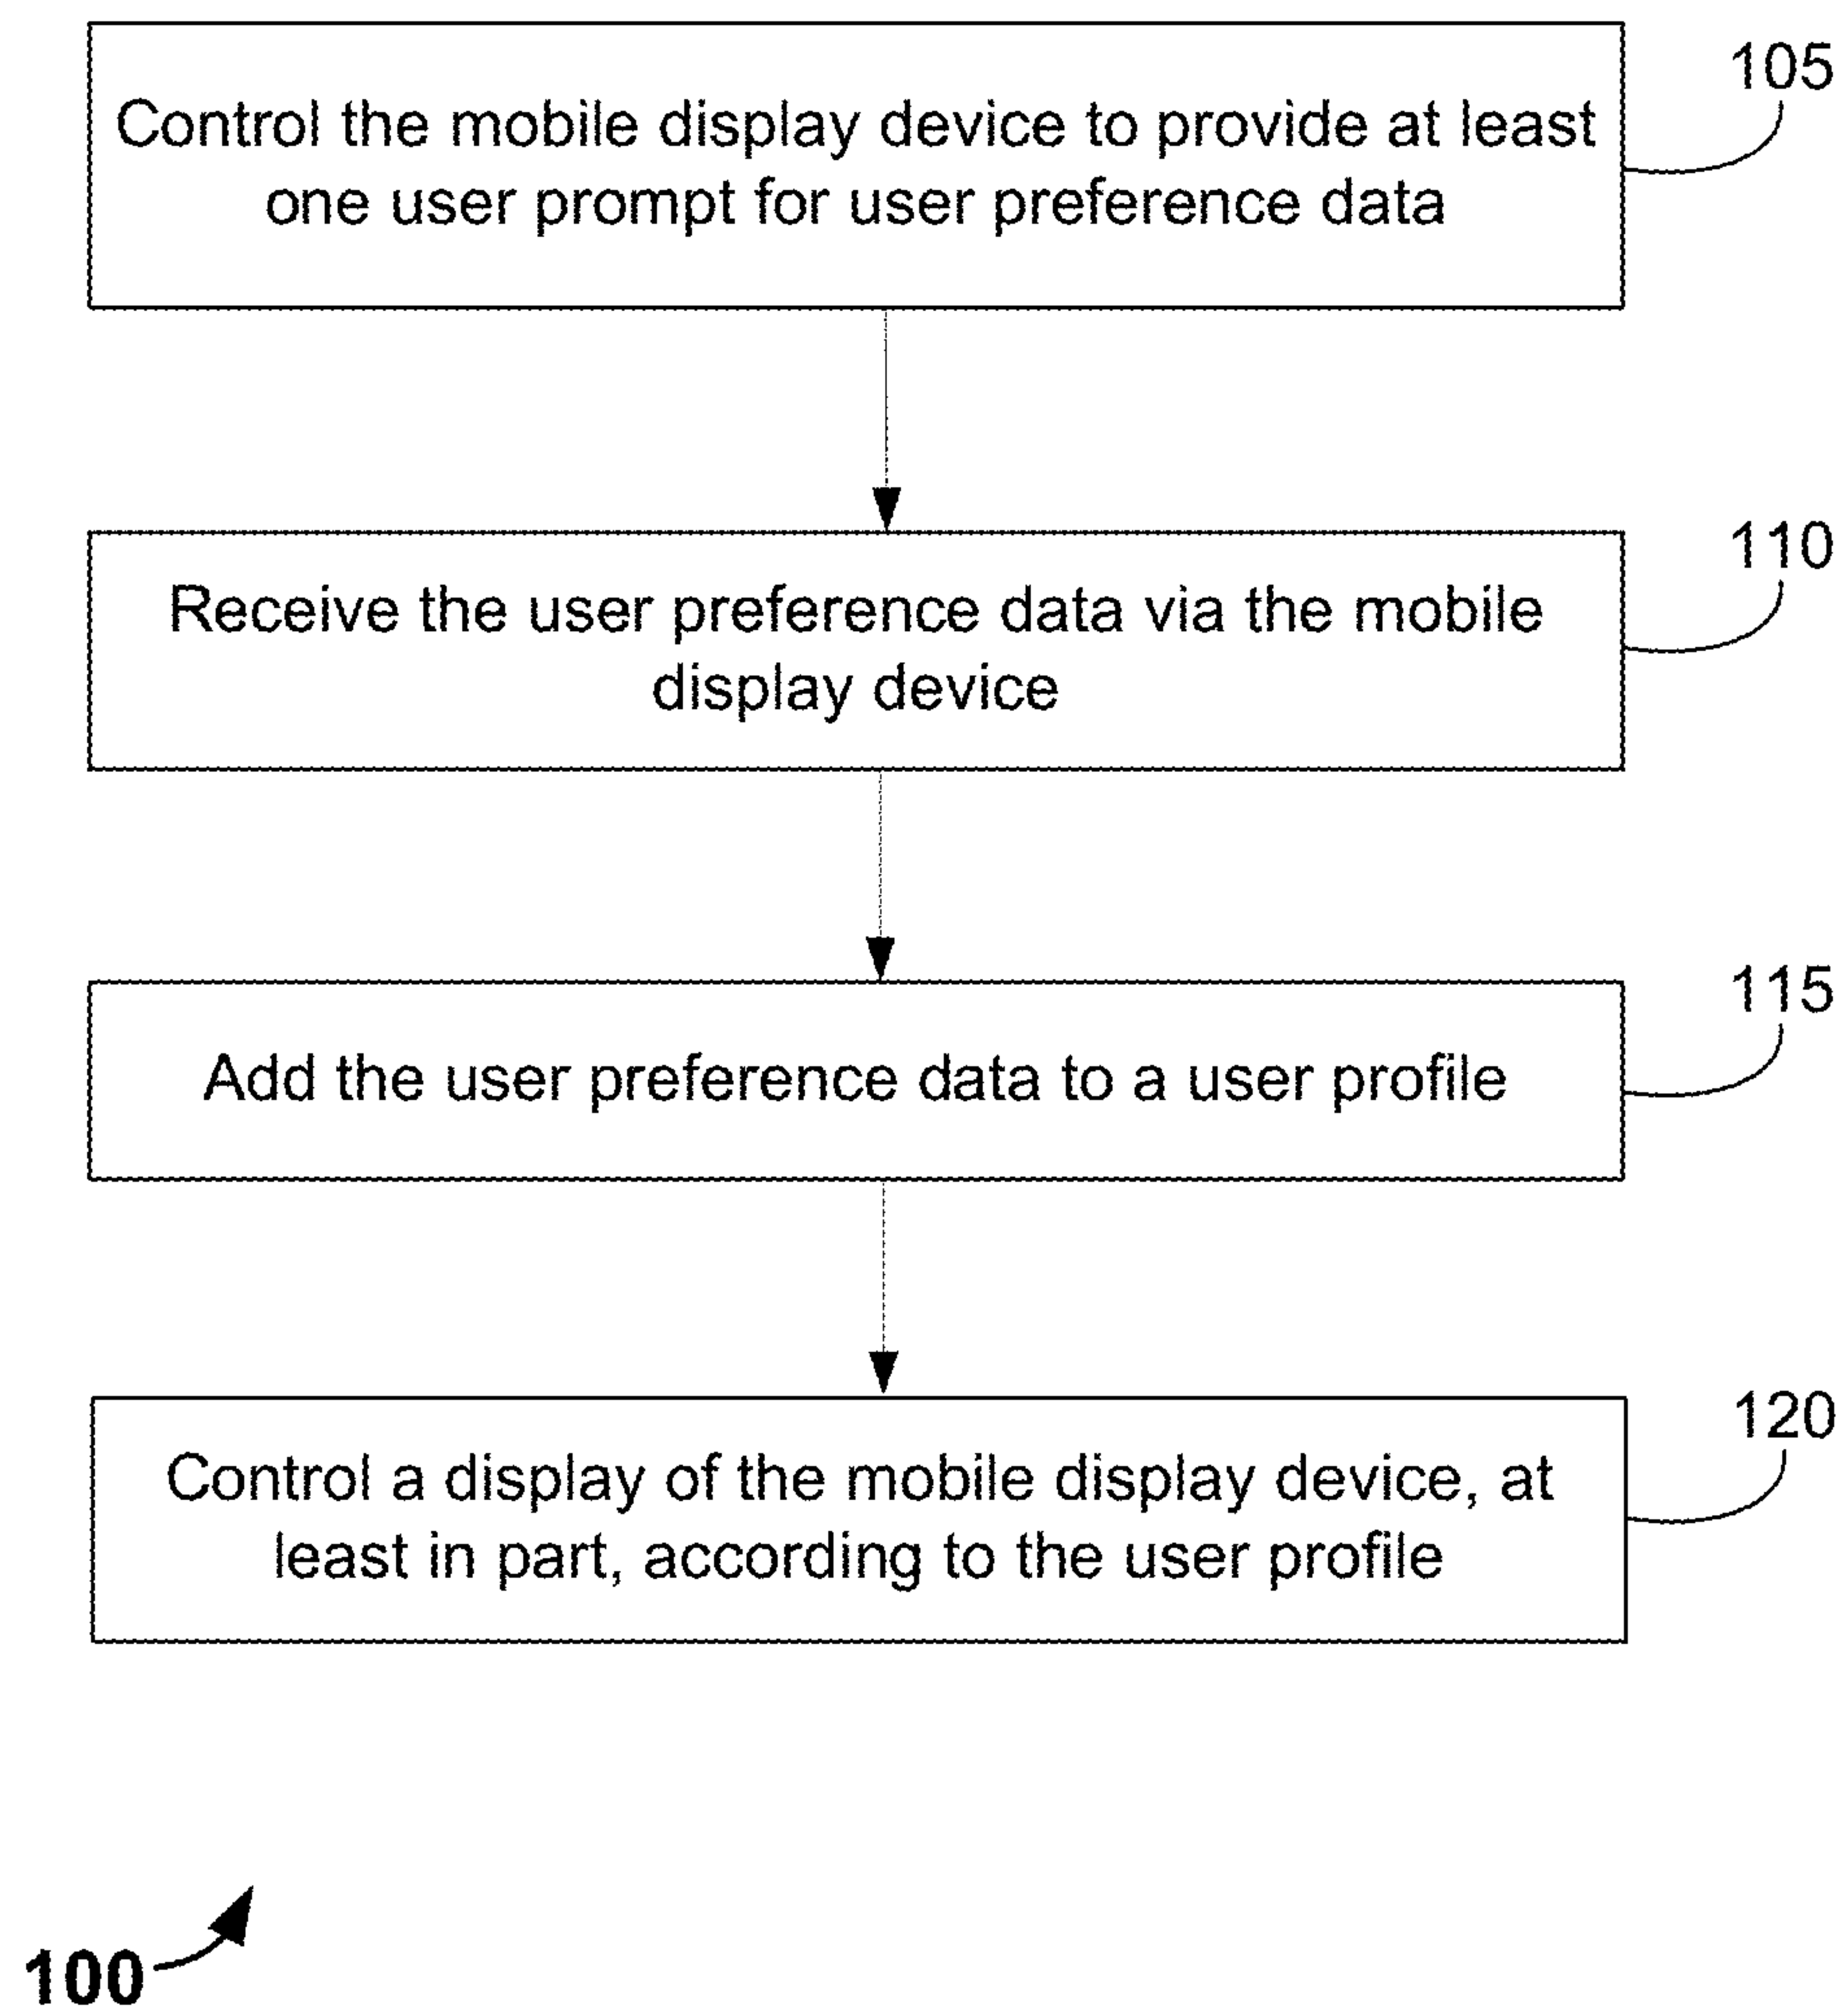 Control the mobile display device to provide at least
one user prompt for user preference data
105
Receive the user preference data via the mobile
display device
110
Add the user preference data to a user profile
115
Control a display of the mobile display device, at
least in part, according to the user profile
120
100